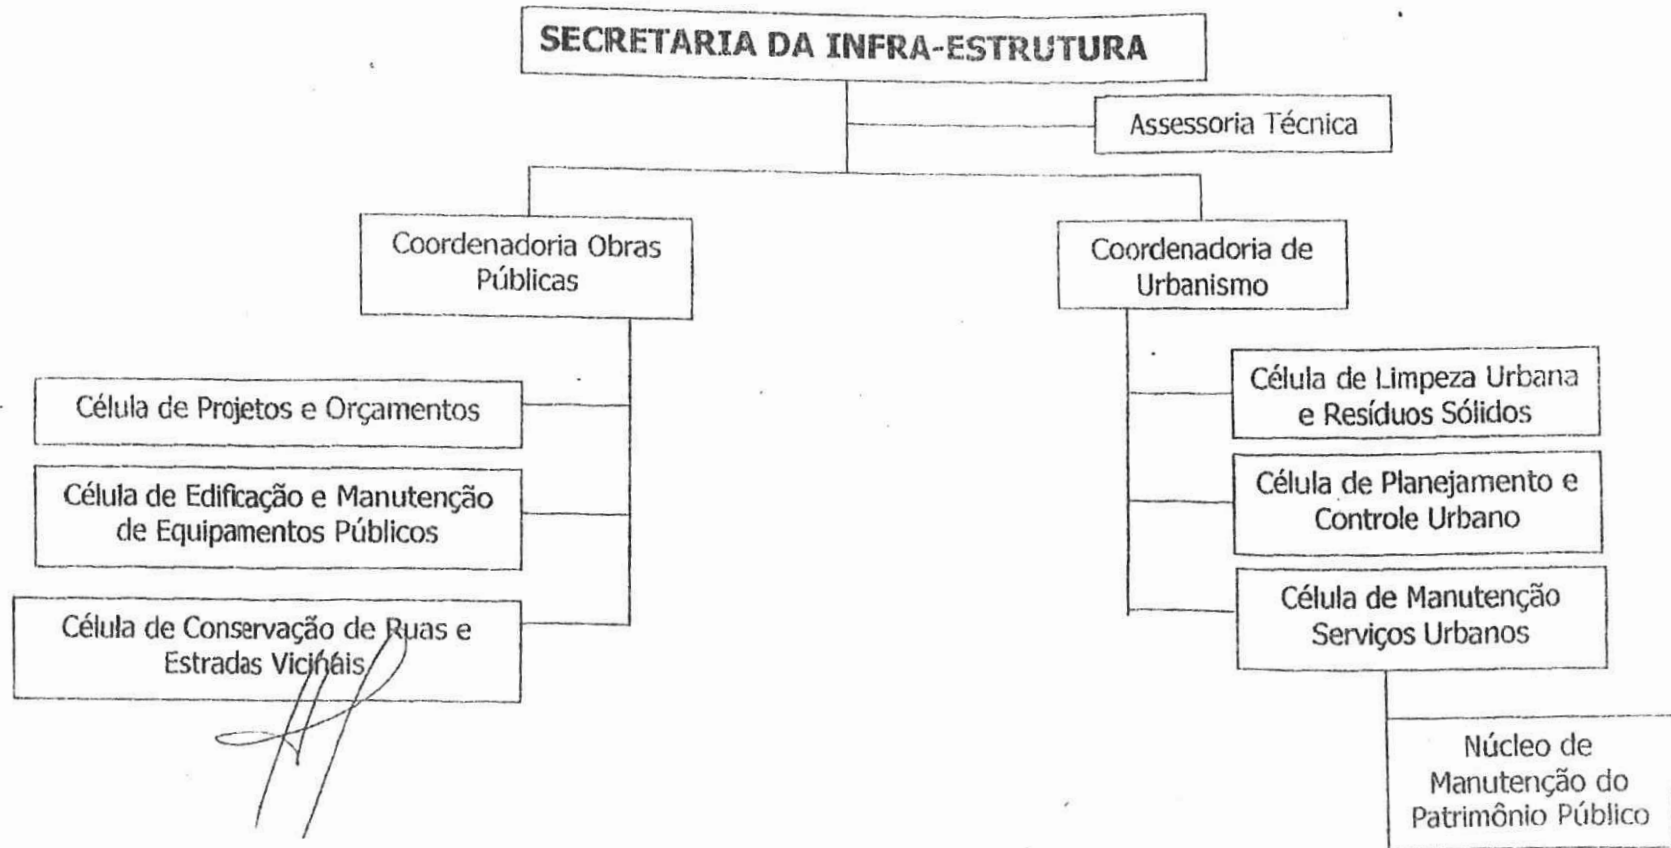 SECRETARIA DA INFRA-ESTRUTURA
Assessoria Técnica
Coordenadoria Obras
Públicas
Coordenadoria de
Urbanismo
Célula de Projetos e Orçamentos
Célula de Edificação e Manutenção
de Equipamentos Públicos
Célula de Conservação de Ruas e
Estradas Vicinais
Célula de Limpeza Urbana
e Resíduos Sólidos
Célula de Planejamento e
Controle Urbano
Célula de Manutenção
Serviços Urbanos
Núcleo de
Manutenção do
Patrimônio Público